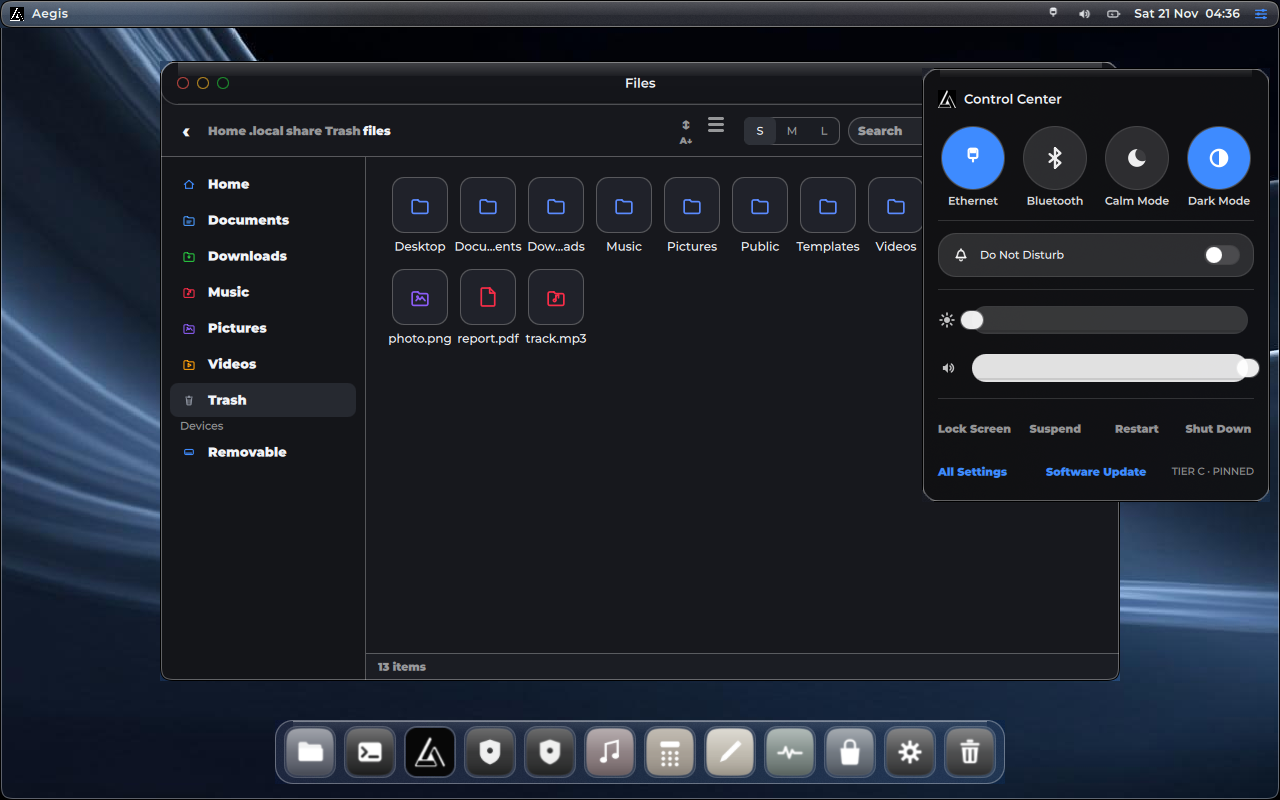 Aegis
Sat 21 Nov 04:36
Files
Home .local share Trash files
A
S M L
Search
Home
Documents
Downloads
Music
Pictures
Videos
Trash
Devices
Removable
Desktop Docu...ents Dow...ads Music Pictures Public Templates Videos
photo.png report.pdf track.mp3
13 items
Control Center
Ethernet Bluetooth Calm Mode Dark Mode
Do Not Disturb
Lock Screen Suspend Restart Shut Down
All Settings Software Update TIER C · PINNED